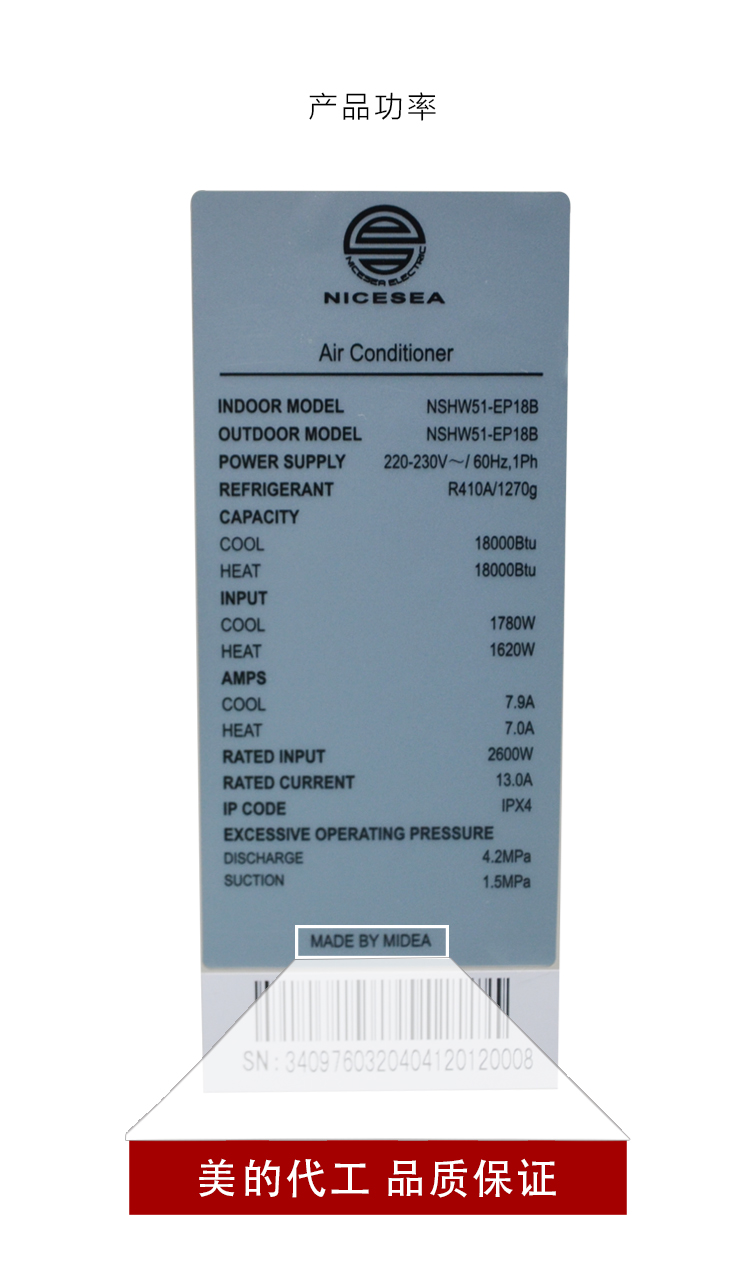 产品功率
NICESEA ELECTRIC
NICESEA
Air Conditioner
INDOOR MODEL NSHW51-EP18B
OUTDOOR MODEL NSHW51-EP18B
POWER SUPPLY 220-230V～/ 60Hz,1Ph
REFRIGERANT R410A/1270g
CAPACITY
COOL 18000Btu
HEAT 18000Btu
INPUT
COOL 1780W
HEAT 1620W
AMPS
COOL 7.9A
HEAT 7.0A
RATED INPUT 2600W
RATED CURRENT 13.0A
IP CODE IPX4
EXCESSIVE OPERATING PRESSURE
DISCHARGE 4.2MPa
SUCTION 1.5MPa
MADE BY MIDEA
SN : 3409760320404120120008
美的代工 品质保证